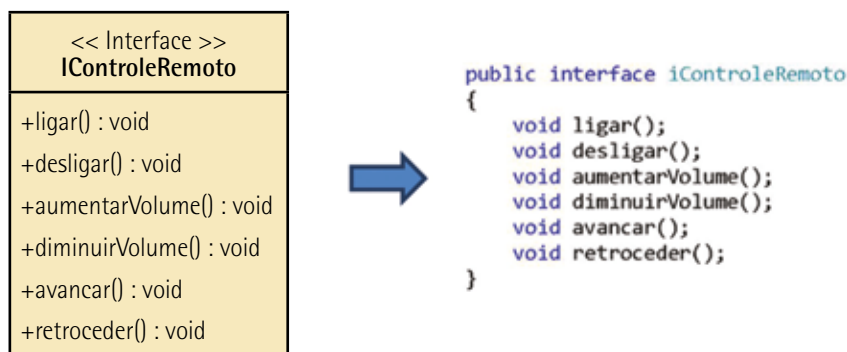 << Interface >>
IControleRemoto
+ligar() : void
+desligar() : void
+aumentarVolume() : void
+diminuirVolume() : void
+avancar() : void
+retroceder() : void
public interface iControleRemoto
{
void ligar();
void desligar();
void aumentarVolume();
void diminuirVolume();
void avancar();
void retroceder();
}